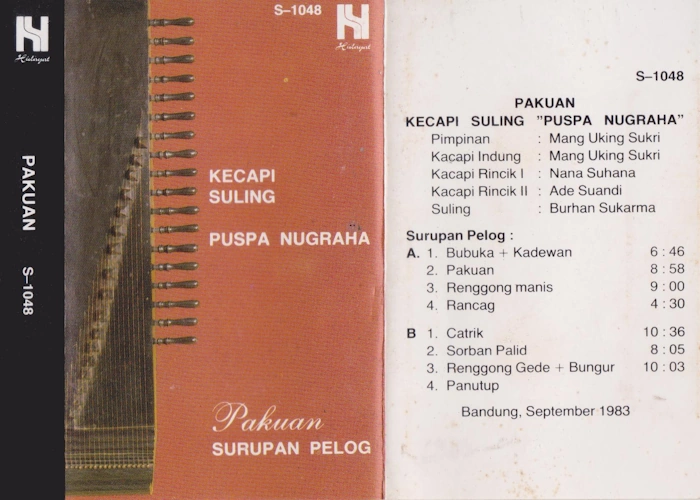 H
Hidayat
PAKUAN
S–1048
S–1048
H
Hidayat
KECAPI
SULING
PUSPA NUGRAHA
Pakuan
SURUPAN PELOG
S–1048
PAKUAN
KECAPI SULING "PUSPA NUGRAHA"
Pimpinan : Mang Uking Sukri
Kacapi Indung : Mang Uking Sukri
Kacapi Rincik I : Nana Suhana
Kacapi Rincik II : Ade Suandi
Suling : Burhan Sukarma
Surupan Pelog :
A. 1. Bubuka + Kadewan 6 : 46
2. Pakuan 8 : 58
3. Renggong manis 9 : 00
4. Rancag 4 : 30
B 1. Catrik 10 : 36
2. Sorban Palid 8 : 05
3. Renggong Gede + Bungur 10 : 03
4. Panutup
Bandung, September 1983